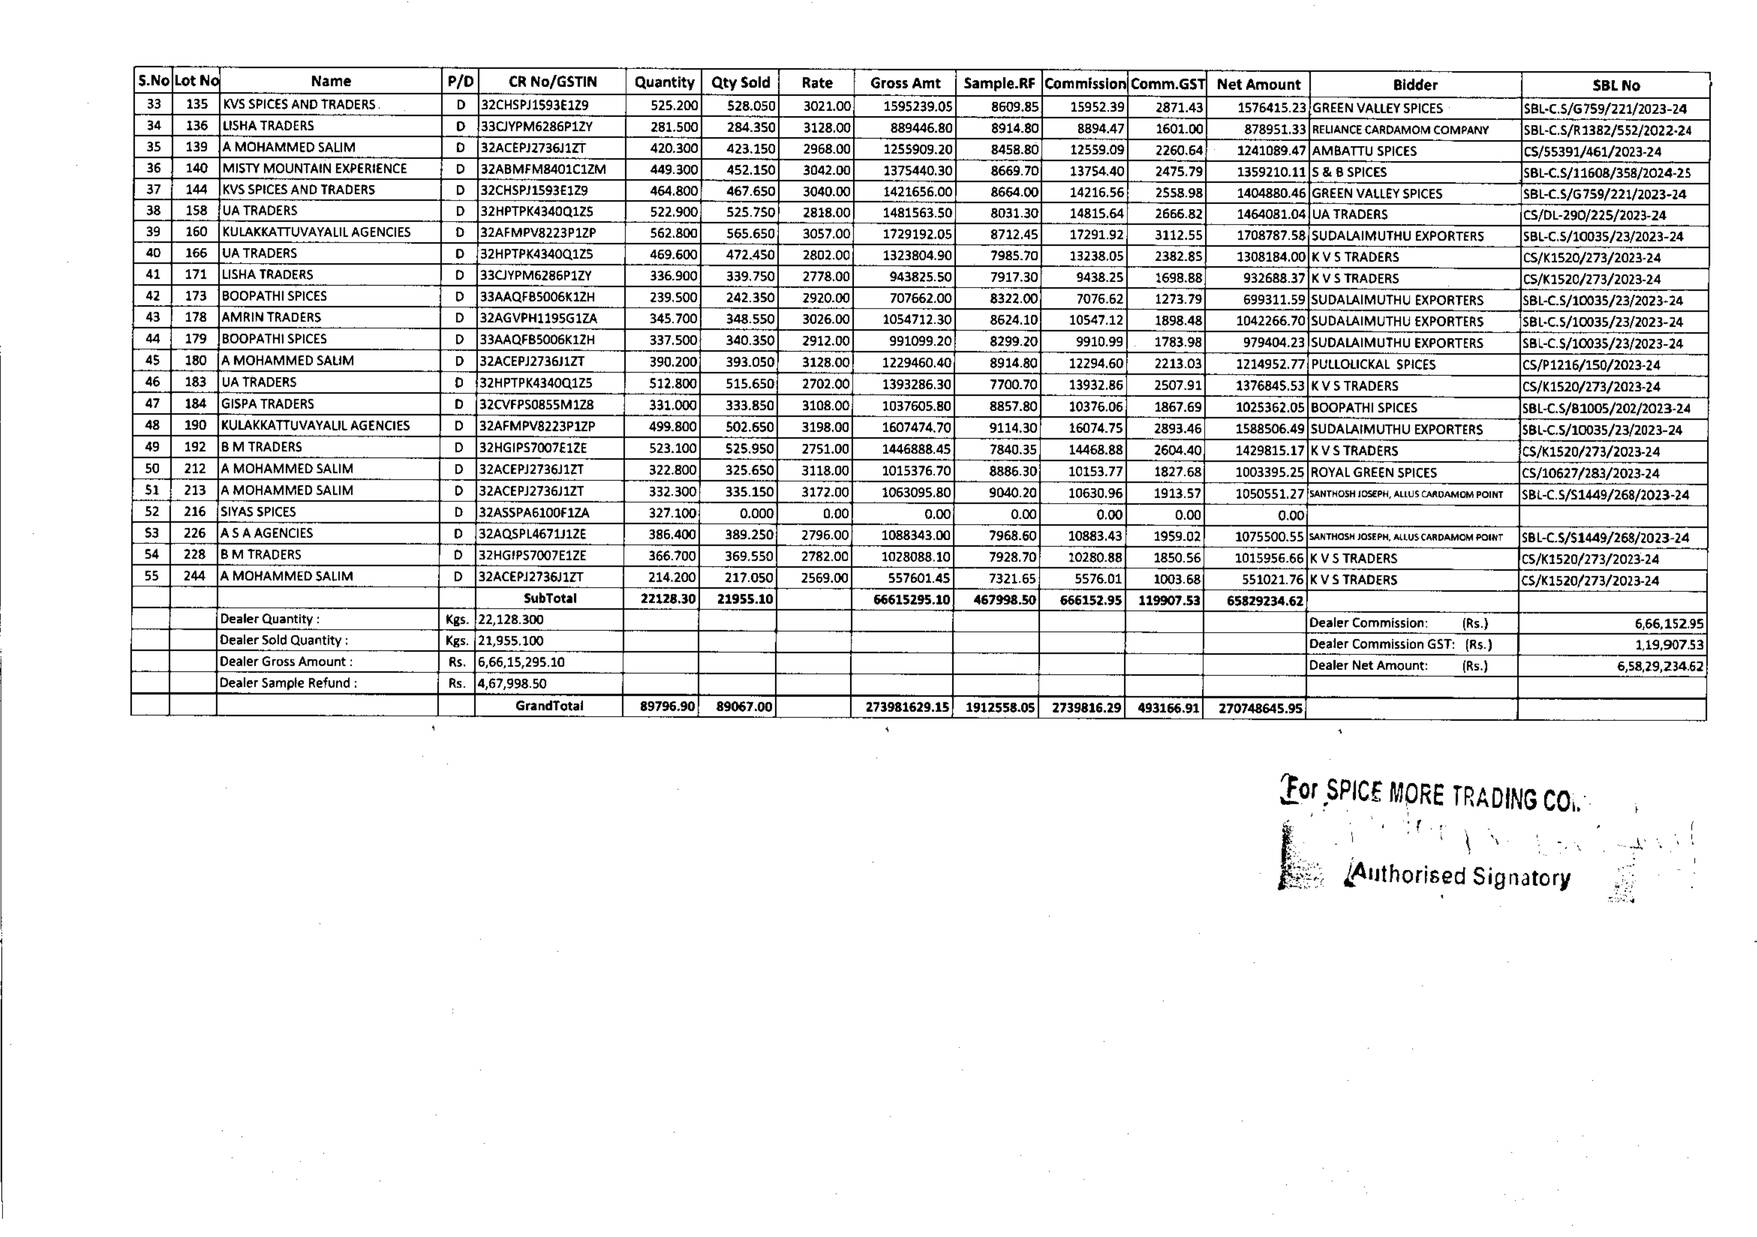 S.No Lot No Name P/D CR No/GSTIN Quantity Qty Sold Rate Gross Amt Sample.RF Commission Comm.GST Net Amount Bidder SBL No
33 135 KVS SPICES AND TRADERS D 32CHSPJ1593E1Z9 525.200 528.050 3021.00 1595239.05 8609.85 15952.39 2871.43 1576415.23 GREEN VALLEY SPICES SBL-C.S/G759/221/2023-24
34 136 LISHA TRADERS D 33CJYPM6286P1ZY 281.500 284.350 3128.00 889446.80 8914.80 8894.47 1601.00 878951.33 RELIANCE CARDAMOM COMPANY SBL-C.S/R1382/552/2022-24
35 139 A MOHAMMED SALIM D 32ACEPJ2736J1ZT 420.300 423.150 2968.00 1255909.20 8458.80 12559.09 2260.64 1241089.47 AMBATTU SPICES CS/55391/461/2023-24
36 140 MISTY MOUNTAIN EXPERIENCE D 32ABMFM8401C1ZM 449.300 452.150 3042.00 1375440.30 8669.70 13754.40 2475.79 1359210.11 S & B SPICES SBL-C.S/11608/358/2024-25
37 144 KVS SPICES AND TRADERS D 32CHSPJ1593E1Z9 464.800 467.650 3040.00 1421656.00 8664.00 14216.56 2558.98 1404880.46 GREEN VALLEY SPICES SBL-C.S/G759/221/2023-24
38 158 UA TRADERS D 32HPTPK4340Q1Z5 522.900 525.750 2818.00 1481563.50 8031.30 14815.64 2666.82 1464081.04 UA TRADERS CS/DL-290/225/2023-24
39 160 KULAKKATTUVAYALIL AGENCIES D 32AFMPV8223P1ZP 562.800 565.650 3057.00 1729192.05 8712.45 17291.92 3112.55 1708787.58 SUDALAIMUTHU EXPORTERS SBL-C.S/10035/23/2023-24
40 166 UA TRADERS D 32HPTPK4340Q1Z5 469.600 472.450 2802.00 1323804.90 7985.70 13238.05 2382.85 1308184.00 K V S TRADERS CS/K1520/273/2023-24
41 171 LISHA TRADERS D 33CJYPM6286P1ZY 336.900 339.750 2778.00 943825.50 7917.30 9438.25 1698.88 932688.37 K V S TRADERS CS/K1520/273/2023-24
42 173 BOOPATHI SPICES D 33AAQFB5006K1ZH 239.500 242.350 2920.00 707662.00 8322.00 7076.62 1273.79 699311.59 SUDALAIMUTHU EXPORTERS SBL-C.S/10035/23/2023-24
43 178 AMRIN TRADERS D 32AGVPH1195G1ZA 345.700 348.550 3026.00 1054712.30 8624.10 10547.12 1898.48 1042266.70 SUDALAIMUTHU EXPORTERS SBL-C.S/10035/23/2023-24
44 179 BOOPATHI SPICES D 33AAQFB5006K1ZH 337.500 340.350 2912.00 991099.20 8299.20 9910.99 1783.98 979404.23 SUDALAIMUTHU EXPORTERS SBL-C.S/10035/23/2023-24
45 180 A MOHAMMED SALIM D 32ACEPJ2736J1ZT 390.200 393.050 3128.00 1229460.40 8914.80 12294.60 2213.03 1214952.77 PULLOLICKAL SPICES CS/P1216/150/2023-24
46 183 UA TRADERS D 32HPTPK4340Q1Z5 512.800 515.650 2702.00 1393286.30 7700.70 13932.86 2507.91 1376845.53 K V S TRADERS CS/K1520/273/2023-24
47 184 GISPA TRADERS D 32CVFPS0855M1Z8 331.000 333.850 3108.00 1037605.80 8857.80 10376.06 1867.69 1025362.05 BOOPATHI SPICES SBL-C.S/B1005/202/2023-24
48 190 KULAKKATTUVAYALIL AGENCIES D 32AFMPV8223P1ZP 499.800 502.650 3198.00 1607474.70 9114.30 16074.75 2893.46 1588506.49 SUDALAIMUTHU EXPORTERS SBL-C.S/10035/23/2023-24
49 192 B M TRADERS D 32HGIPS7007E1ZE 523.100 525.950 2751.00 1446888.45 7840.35 14468.88 2604.40 1429815.17 K V S TRADERS CS/K1520/273/2023-24
50 212 A MOHAMMED SALIM D 32ACEPJ2736J1ZT 322.800 325.650 3118.00 1015376.70 8886.30 10153.77 1827.68 1003395.25 ROYAL GREEN SPICES CS/10627/283/2023-24
51 213 A MOHAMMED SALIM D 32ACEPJ2736J1ZT 332.300 335.150 3172.00 1063095.80 9040.20 10630.96 1913.57 1050551.27 SANTHOSH JOSEPH, ALLUS CARDAMOM POINT SBL-C.S/S1449/268/2023-24
52 216 SIYAS SPICES D 32ASSPA6100F1ZA 327.100 0.000 0.00 0.00 0.00 0.00 0.00 0.00
53 226 A S A AGENCIES D 32AQSPL4671J1ZE 386.400 389.250 2796.00 1088343.00 7968.60 10883.43 1959.02 1075500.55 SANTHOSH JOSEPH, ALLUS CARDAMOM POINT SBL-C.S/S1449/268/2023-24
54 228 B M TRADERS D 32HGIPS7007E1ZE 366.700 369.550 2782.00 1028088.10 7928.70 10280.88 1850.56 1015956.66 K V S TRADERS CS/K1520/273/2023-24
55 244 A MOHAMMED SALIM D 32ACEPJ2736J1ZT 214.200 217.050 2569.00 557601.45 7321.65 5576.01 1003.68 551021.76 K V S TRADERS CS/K1520/273/2023-24
SubTotal 22128.30 21955.10 66615295.10 467998.50 666152.95 119907.53 65829234.62
Dealer Quantity : Kgs. 22,128.300 Dealer Commission: (Rs.) 6,66,152.95
Dealer Sold Quantity : Kgs. 21,955.100 Dealer Commission GST: (Rs.) 1,19,907.53
Dealer Gross Amount : Rs. 6,66,15,295.10 Dealer Net Amount: (Rs.) 6,58,29,234.62
Dealer Sample Refund : Rs. 4,67,998.50
GrandTotal 89796.90 89067.00 273981629.15 1912558.05 2739816.29 493166.91 270748645.95
For SPICE MORE TRADING CO.
Authorised Signatory